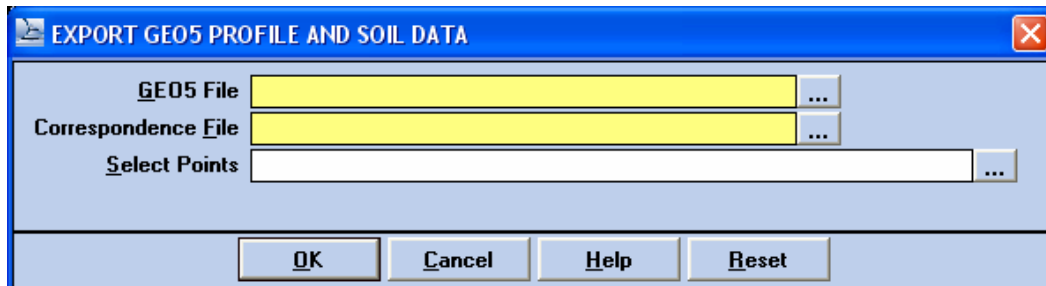 EXPORT GEO5 PROFILE AND SOIL DATA
GEO5 File ...
Correspondence File ...
Select Points ...
OK Cancel Help Reset